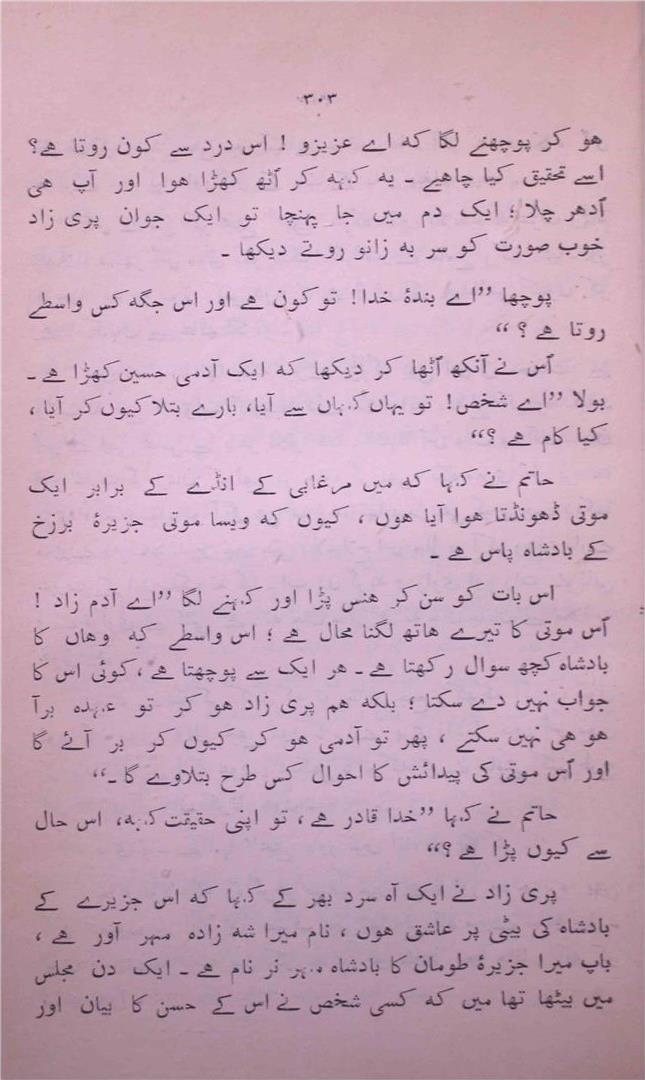 ۳۰۳
ہو کر پوچھنے لگا کہ اے عزیزو ! اس درد سے کون روتا ہے؟
اسے تحقیق کیا چاہیے ۔ یہ کہہ کر اُٹھ کھڑا ہوا اور آپ ہی
اُدھر چلا ؛ ایک دم میں جا پہنچا تو ایک جوان پری زاد
خوب صورت کو سر بہ زانو روتے دیکھا ۔
پوچھا ”اے بندۂ خدا! تو کون ہے اور اس جگہ کس واسطے
روتا ہے ؟ “
اُس نے آنکھ اُٹھا کر دیکھا کہ ایک آدمی حسین کھڑا ہے ۔
بولا ”اے شخص! تو یہاں کہاں سے آیا، بارے بتلا کیوں کر آیا ،
کیا کام ہے ؟“
حاتم نے کہا کہ میں مرغابی کے انڈے کے برابر ایک
موتی ڈھونڈتا ہوا آیا ہوں ، کیوں کہ ویسا موتی جزیرۂ برزخ
کے بادشاہ پاس ہے ۔
اس بات کو سن کر ہنس پڑا اور کہنے لگا ”اے آدم زاد !
اُس موتی کا تیرے ہاتھ لگنا محال ہے ؛ اس واسطے کہ وہاں کا
بادشاہ کچھ سوال رکھتا ہے ۔ ہر ایک سے پوچھتا ہے ، کوئی اس کا
جواب نہیں دے سکتا ؛ بلکہ ہم پری زاد ہو کر تو عہدہ برآ
ہو ہی نہیں سکتے ، پھر تو آدمی ہو کر کیوں کر بر آئے گا
اور اُس موتی کی پیدائش کا احوال کس طرح بتلاوے گا ۔“
حاتم نے کہا ”خدا قادر ہے ، تو اپنی حقیقت کہہ، اس حال
سے کیوں پڑا ہے ؟“
پری زاد نے ایک آہ سرد بھر کے کہا کہ اس جزیرے کے
بادشاہ کی بیٹی پر عاشق ہوں ، نام میرا شہ زادہ مہر آور ہے ،
باپ میرا جزیرۂ طومان کا بادشاہ مہر نر نام ہے ۔ ایک دن مجلس
میں بیٹھا تھا میں کہ کسی شخص نے اس کے حسن کا بیان اور